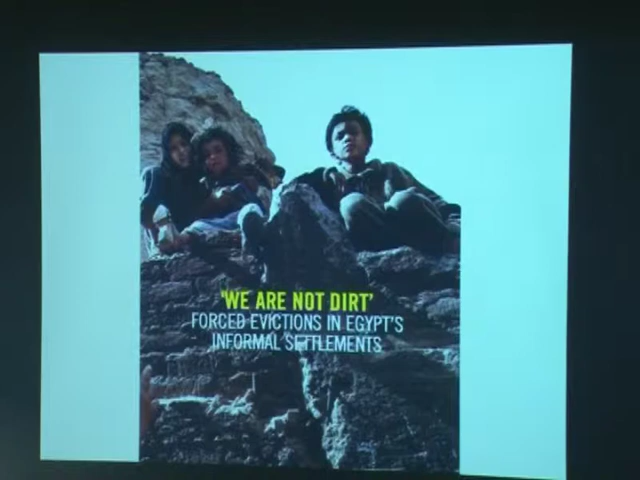 'WE ARE NOT DIRT'
FORCED EVICTIONS IN EGYPT'S
INFORMAL SETTLEMENTS